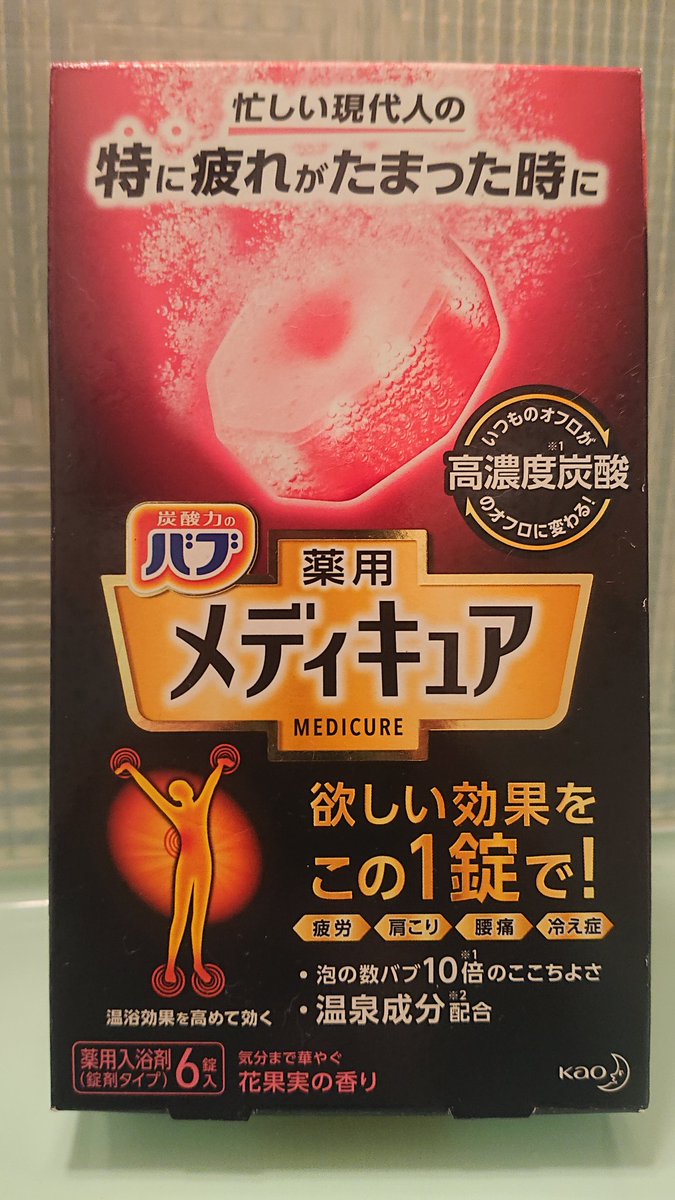 忙しい現代人の
特に疲れがたまった時に
いつものオフロが
※1
高濃度炭酸
のオフロに変わる!
炭酸力の
バブ
薬用
メディキュア
MEDICURE
欲しい効果を
この1錠で!
疲労 肩こり 腰痛 冷え症
・泡の数バブ10倍※1のここちよさ
・温泉成分※2配合
温浴効果を高めて効く
薬用入浴剤
(錠剤タイプ) 6錠入
気分まで華やぐ
花果実の香り
Kao